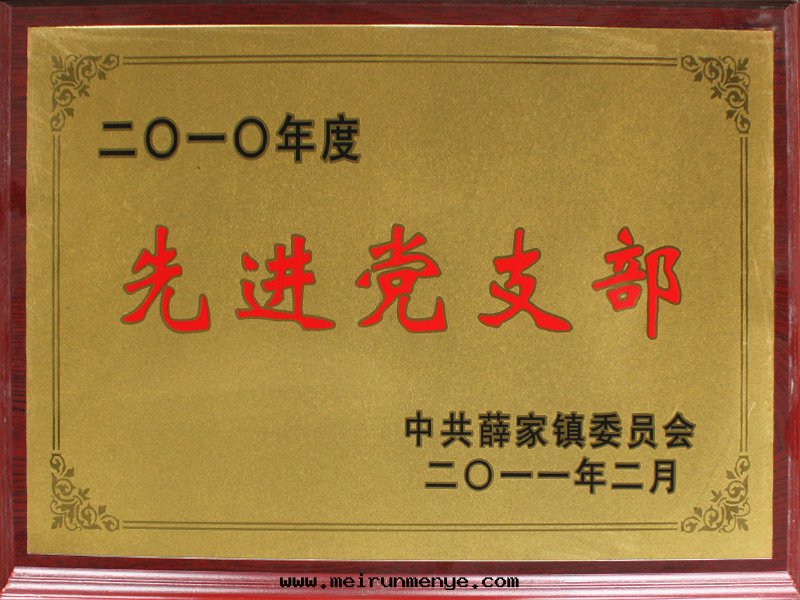 二〇一〇年度
先进党支部
中共薛家镇委员会
二〇一一年二月
www.meirunmenye.com